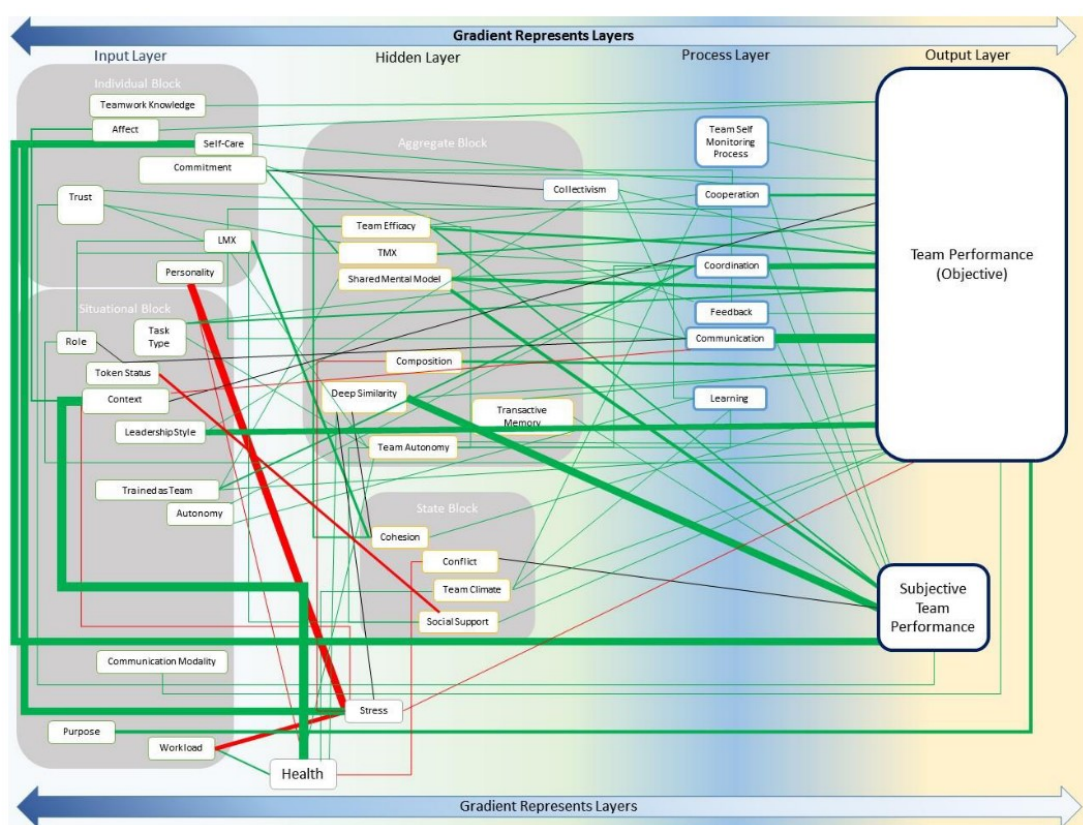 Gradient Represents Layers
Input Layer
Hidden Layer
Process Layer
Output Layer
Individual Block
Teamwork Knowledge
Affect
Self-Care
Commitment
Trust
LMX
Personality
Situational Block
Task
Type
Role
Token Status
Context
Leadership Style
Trained as Team
Autonomy
Communication Modality
Purpose
Workload
Health
Aggregate Block
Collectivism
Team Efficacy
TMX
Shared Mental Model
Composition
Deep Similarity
Transactive
Memory
Team Autonomy
State Block
Cohesion
Conflict
Team Climate
Social Support
Stress
Team Self
Monitoring
Process
Cooperation
Coordination
Feedback
Communication
Learning
Team Performance
(Objective)
Subjective
Team
Performance
Gradient Represents Layers